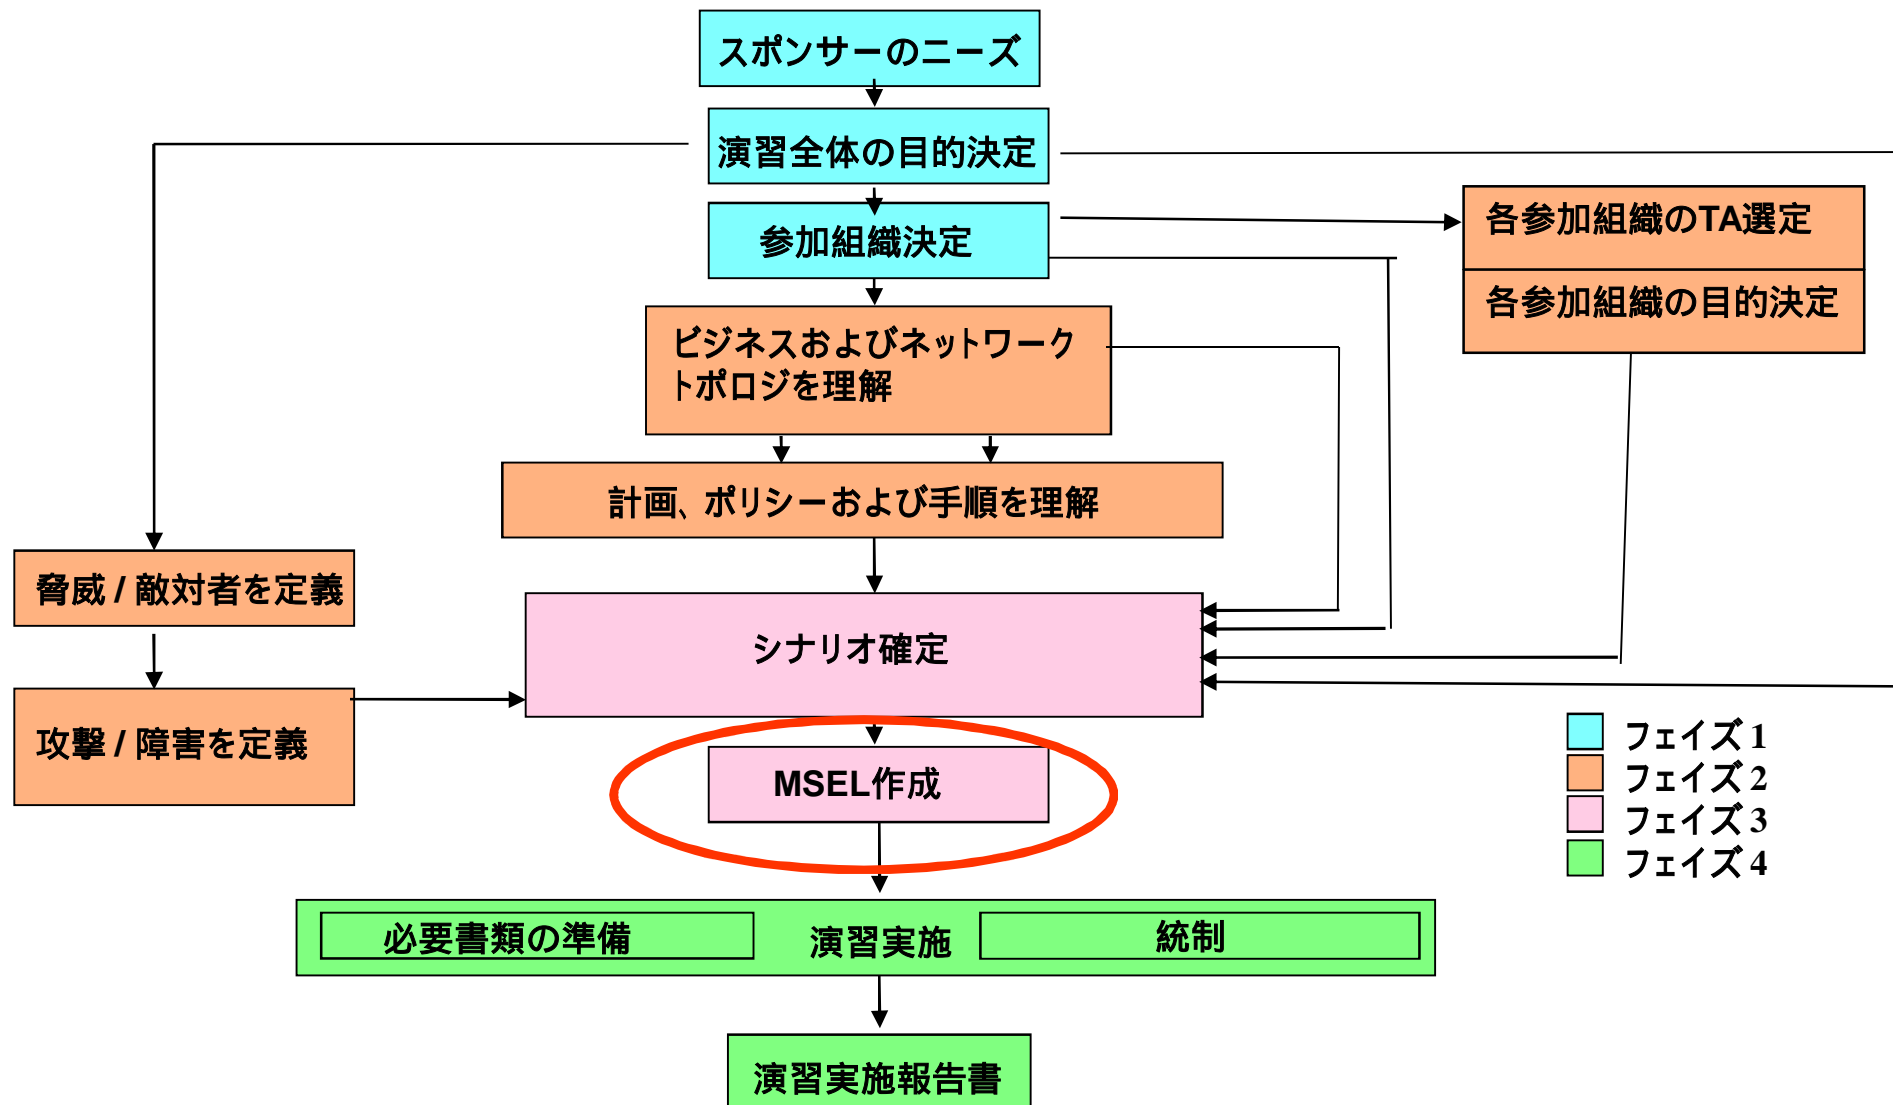 スポンサーのニーズ
演習全体の目的決定
参加組織決定
各参加組織のTA選定
各参加組織の目的決定
ビジネスおよびネットワーク
トポロジを理解
計画、ポリシーおよび手順を理解
脅威 / 敵対者を定義
シナリオ確定
攻撃 / 障害を定義
MSEL作成
フェイズ 1
フェイズ 2
フェイズ 3
フェイズ 4
必要書類の準備
演習実施
統制
演習実施報告書